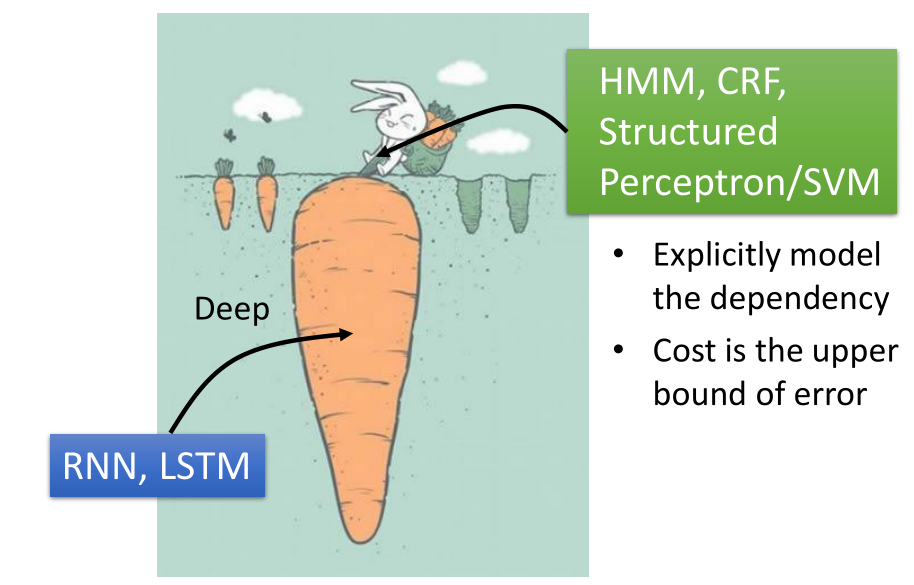 HMM, CRF,
Structured
Perceptron/SVM
• Explicitly model
the dependency
• Cost is the upper
bound of error
Deep
RNN, LSTM